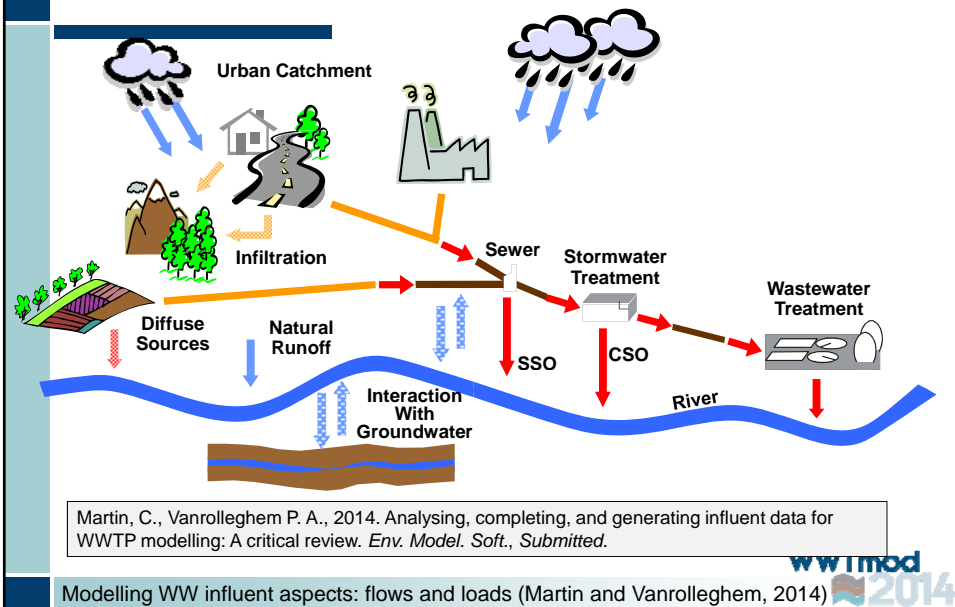 Urban Catchment
Infiltration
Sewer
Stormwater
Treatment
Wastewater
Treatment
Diffuse
Sources
Natural
Runoff
SSO
CSO
River
Interaction
With
Groundwater
Martin, C., Vanrolleghem P. A., 2014. Analysing, completing, and generating influent data for
WWTP modelling: A critical review. Env. Model. Soft., Submitted.
WWTmod
2014
Modelling WW influent aspects: flows and loads (Martin and Vanrolleghem, 2014)